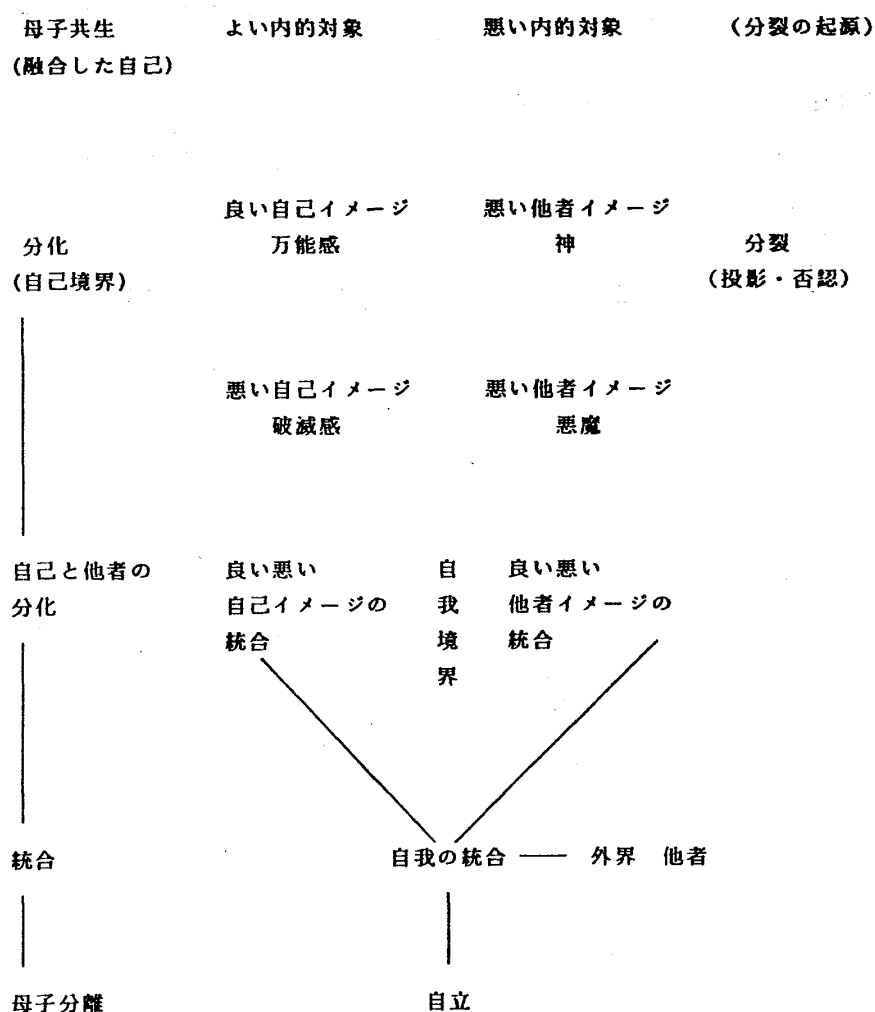 母子共生 よい内的対象 悪い内的対象 （分裂の起源）
(融合した自己)
良い自己イメージ 悪い他者イメージ
分化 万能感 神 分裂
(自己境界) （投影・否認）
悪い自己イメージ 悪い他者イメージ
破滅感 悪魔
自己と他者の 良い悪い 自 良い悪い
分化 自己イメージの 我 他者イメージの
統合 境 統合
界
統合 自我の統合 ── 外界 他者
母子分離 自立